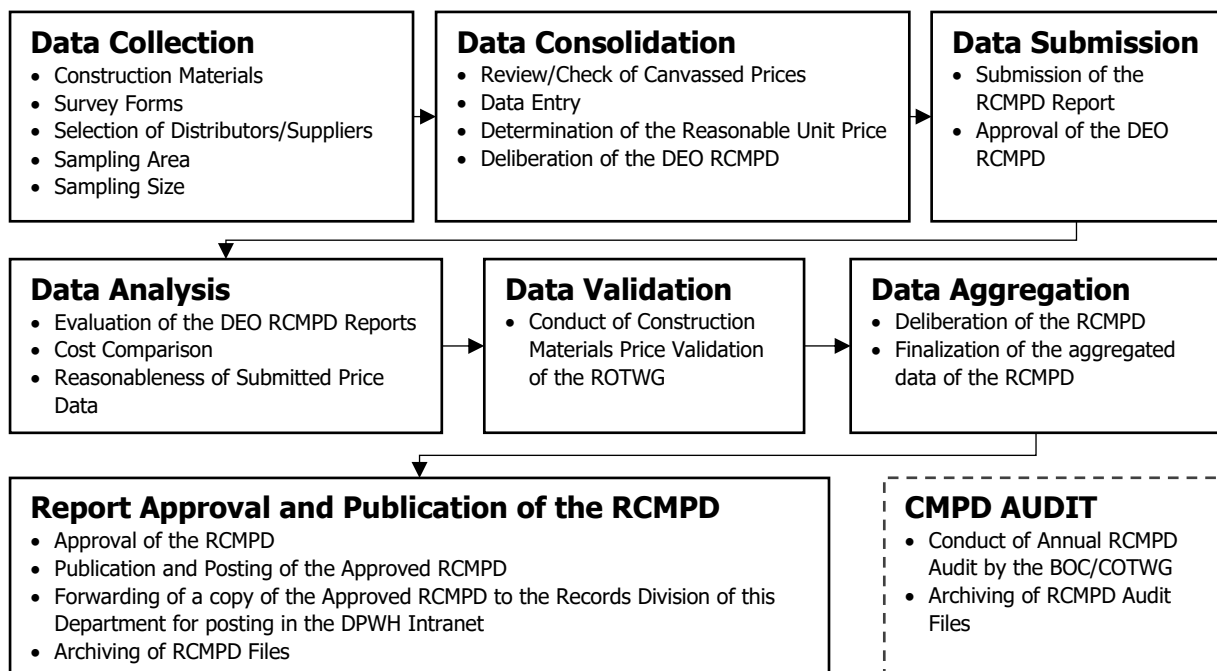 Data Collection
• Construction Materials
• Survey Forms
• Selection of Distributors/Suppliers
• Sampling Area
• Sampling Size
Data Consolidation
• Review/Check of Canvassed Prices
• Data Entry
• Determination of the Reasonable Unit Price
• Deliberation of the DEO RCMPD
Data Submission
• Submission of the
RCMPD Report
• Approval of the DEO
RCMPD
Data Analysis
• Evaluation of the DEO RCMPD Reports
• Cost Comparison
• Reasonableness of Submitted Price
Data
Data Validation
• Conduct of Construction
Materials Price Validation
of the ROTWG
Data Aggregation
• Deliberation of the RCMPD
• Finalization of the aggregated
data of the RCMPD
Report Approval and Publication of the RCMPD
• Approval of the RCMPD
• Publication and Posting of the Approved RCMPD
• Forwarding of a copy of the Approved RCMPD to the Records Division of this
Department for posting in the DPWH Intranet
• Archiving of RCMPD Files
CMPD AUDIT
• Conduct of Annual RCMPD
Audit by the BOC/COTWG
• Archiving of RCMPD Audit
Files